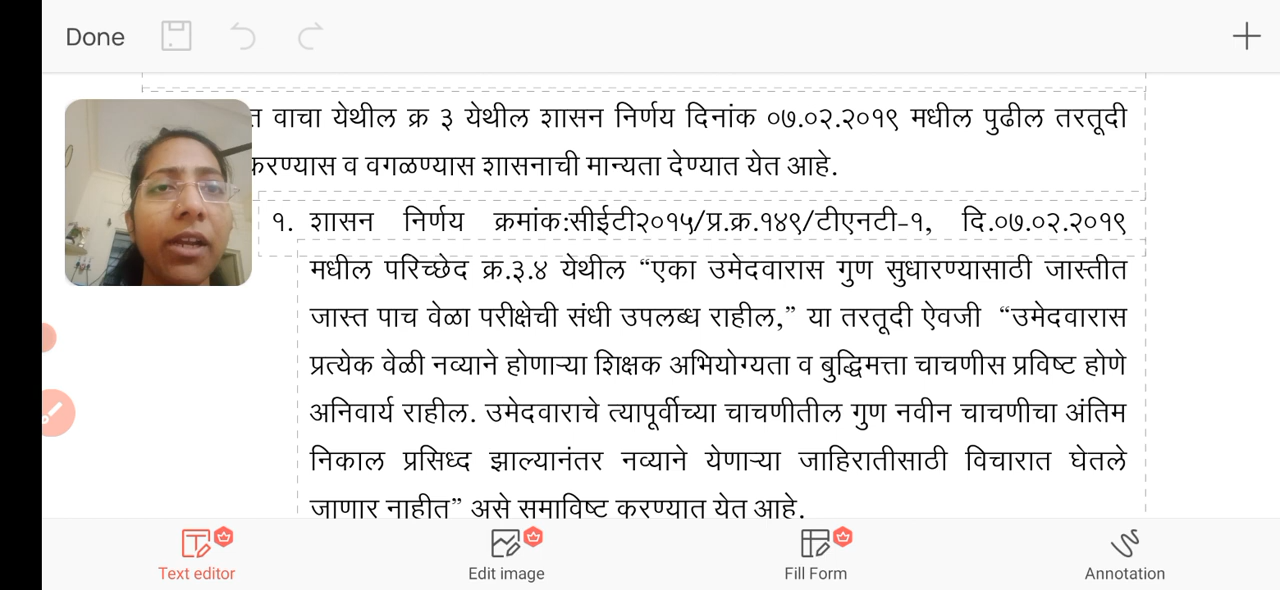 Done
वाचा येथील क्र ३ येथील शासन निर्णय दिनांक ०७.०२.२०१९ मधील पुढील तरतूदी
करण्यास व वगळण्यास शासनाची मान्यता देण्यात येत आहे.
१. शासन निर्णय क्रमांक:सीईटी२०१५/प्र.क्र.१४९/टीएनटी-१, दि.०७.०२.२०१९
मधील परिच्छेद क्र.३.४ येथील “एका उमेदवारास गुण सुधारण्यासाठी जास्तीत
जास्त पाच वेळा परीक्षेची संधी उपलब्ध राहील,” या तरतूदी ऐवजी “उमेदवारास
प्रत्येक वेळी नव्याने होणाऱ्या शिक्षक अभियोग्यता व बुद्धिमत्ता चाचणीस प्रविष्ट होणे
अनिवार्य राहील. उमेदवाराचे त्यापूर्वीच्या चाचणीतील गुण नवीन चाचणीचा अंतिम
निकाल प्रसिध्द झाल्यानंतर नव्याने येणाऱ्या जाहिरातीसाठी विचारात घेतले
जाणार नाहीत” असे समाविष्ट करण्यात येत आहे.
Text editor
Edit image
Fill Form
Annotation